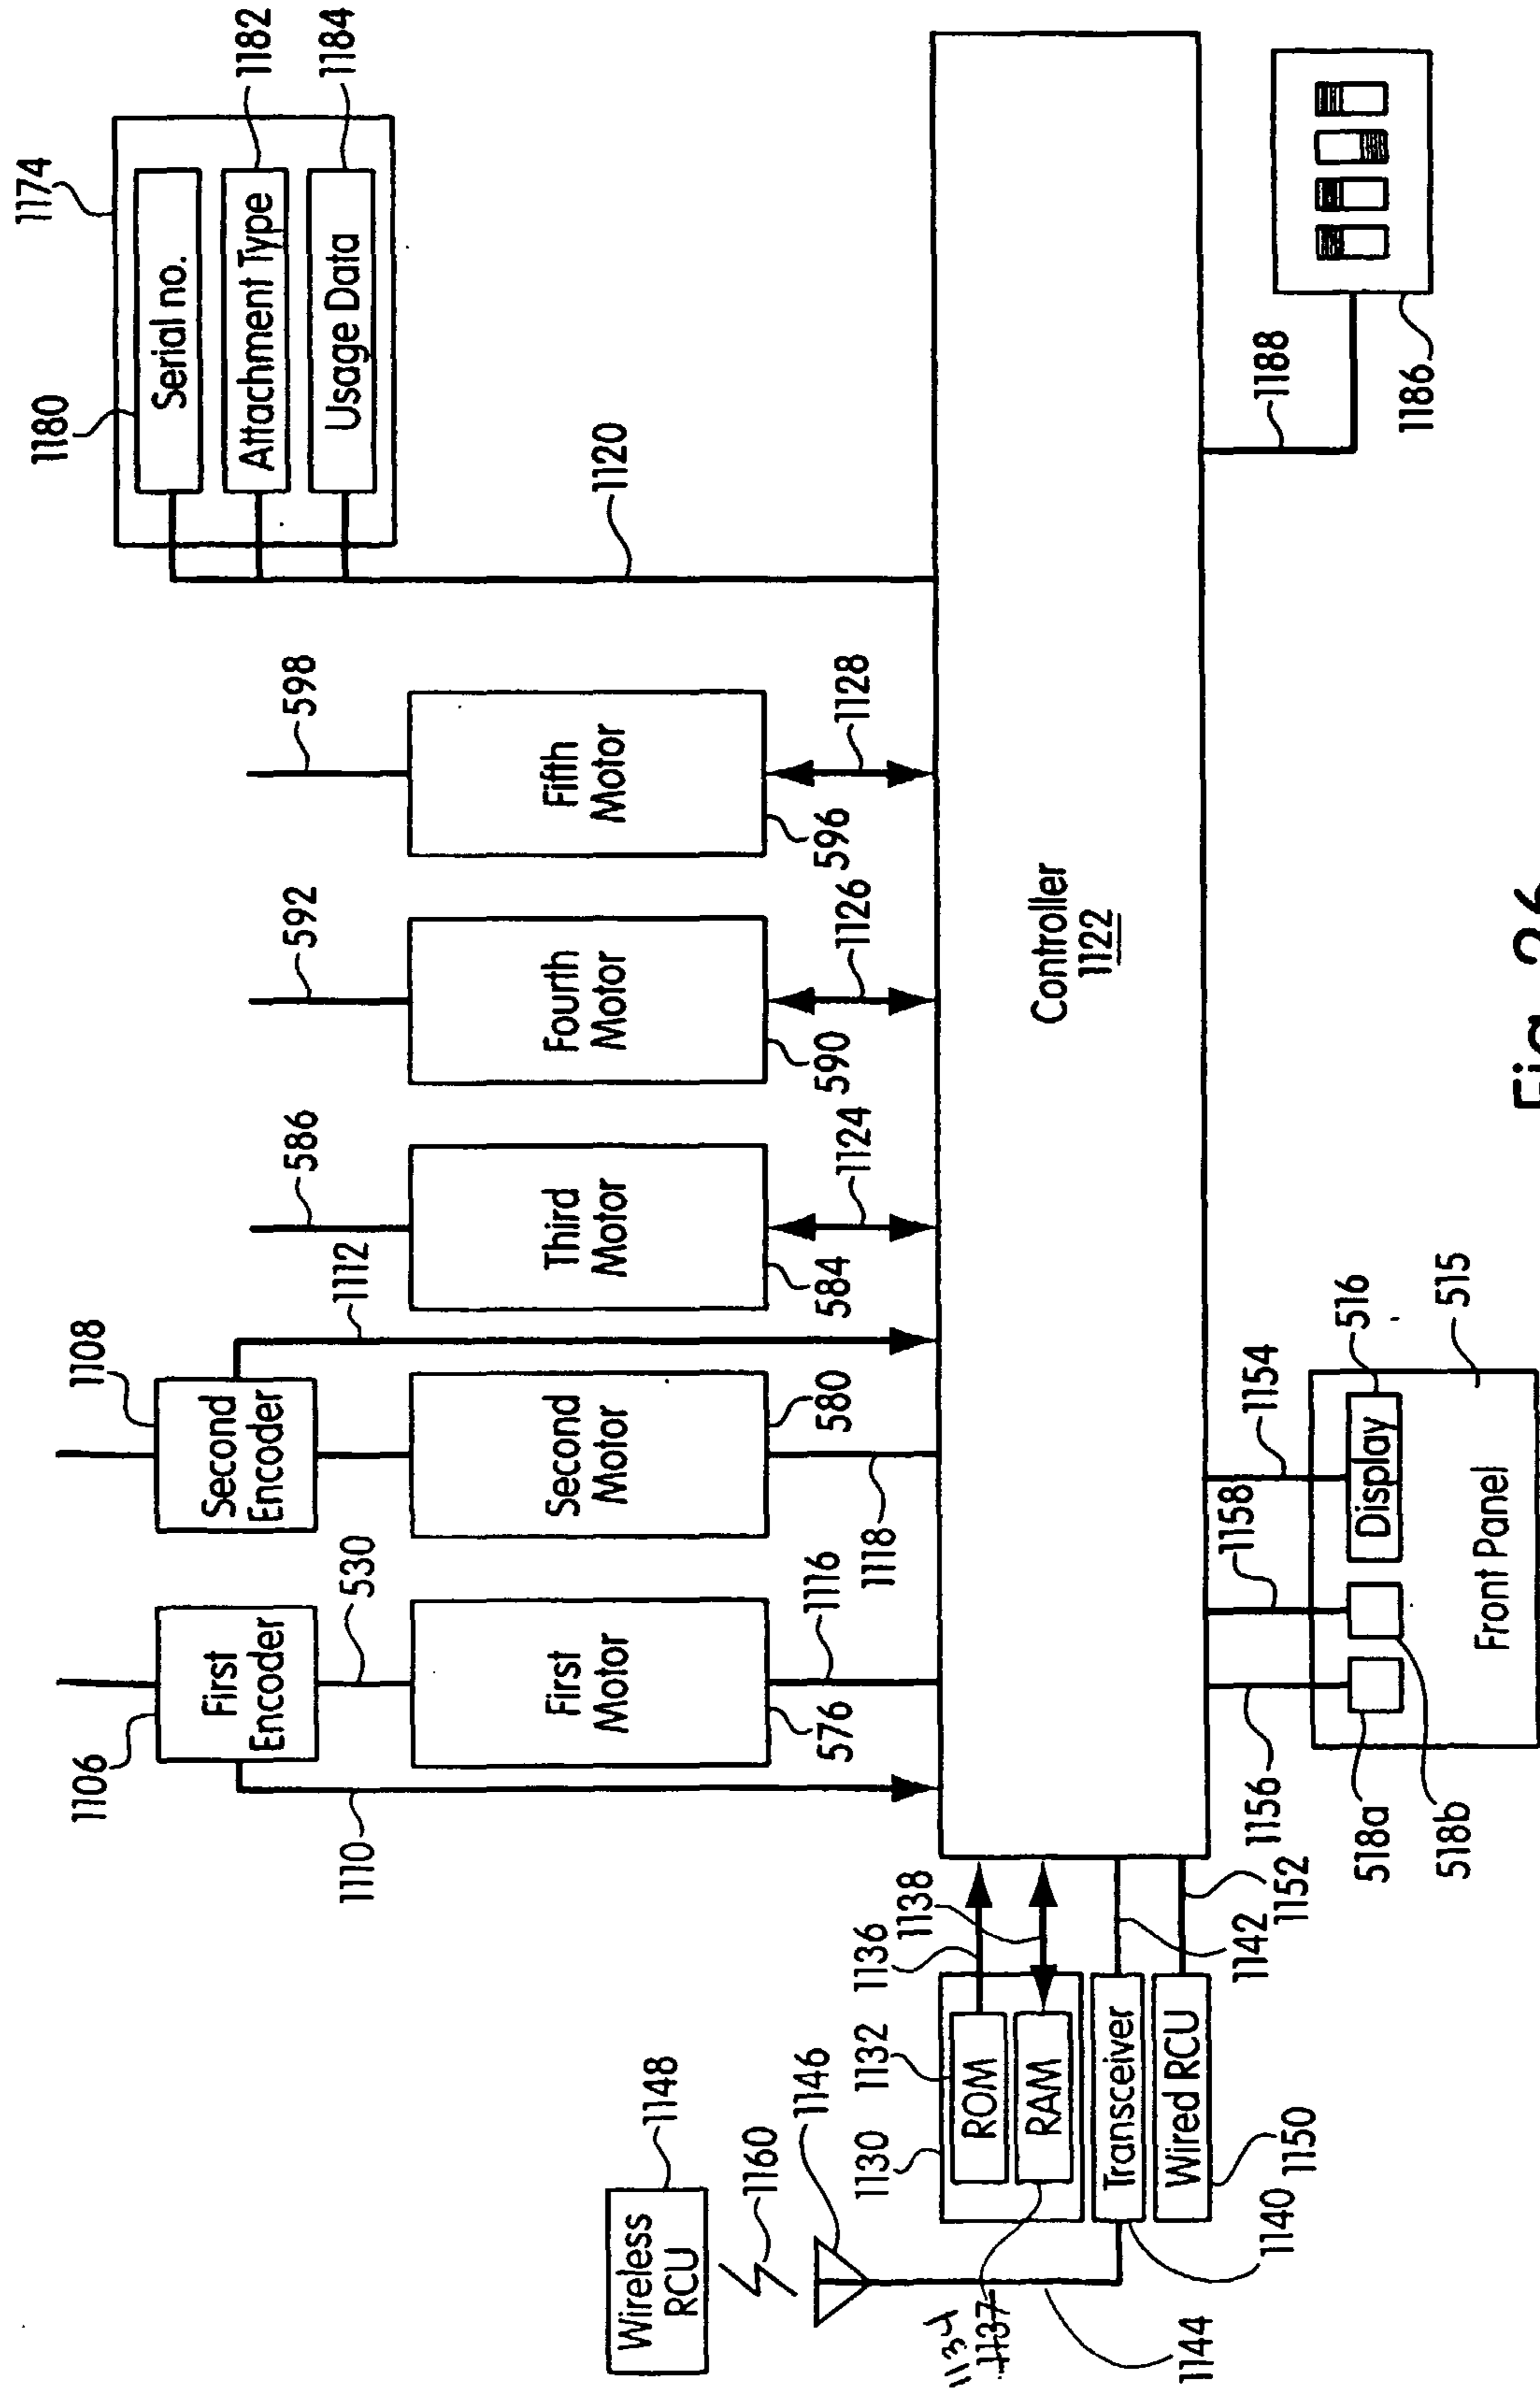 1174
1180
Serial no.
Attachment Type
Usage Data
1182
1184
1120
1106
First
Encoder
1108
Second
Encoder
530
1110
1112
First
Motor
576
1116
Second
Motor
580
1118
586
Third
Motor
584
1124
592
Fourth
Motor
590
1126
598
Fifth
Motor
596
1128
Controller
1122
Wireless
RCU
1148
1160
1146
1130
1132
1136
1138
ROM
RAM
Transceiver
Wired RCU
1134
1137
1144
1140
1150
1142
1152
1156
1158
1154
518a
518b
Display
516
515
Front Panel
1188
1186
Fig. 26